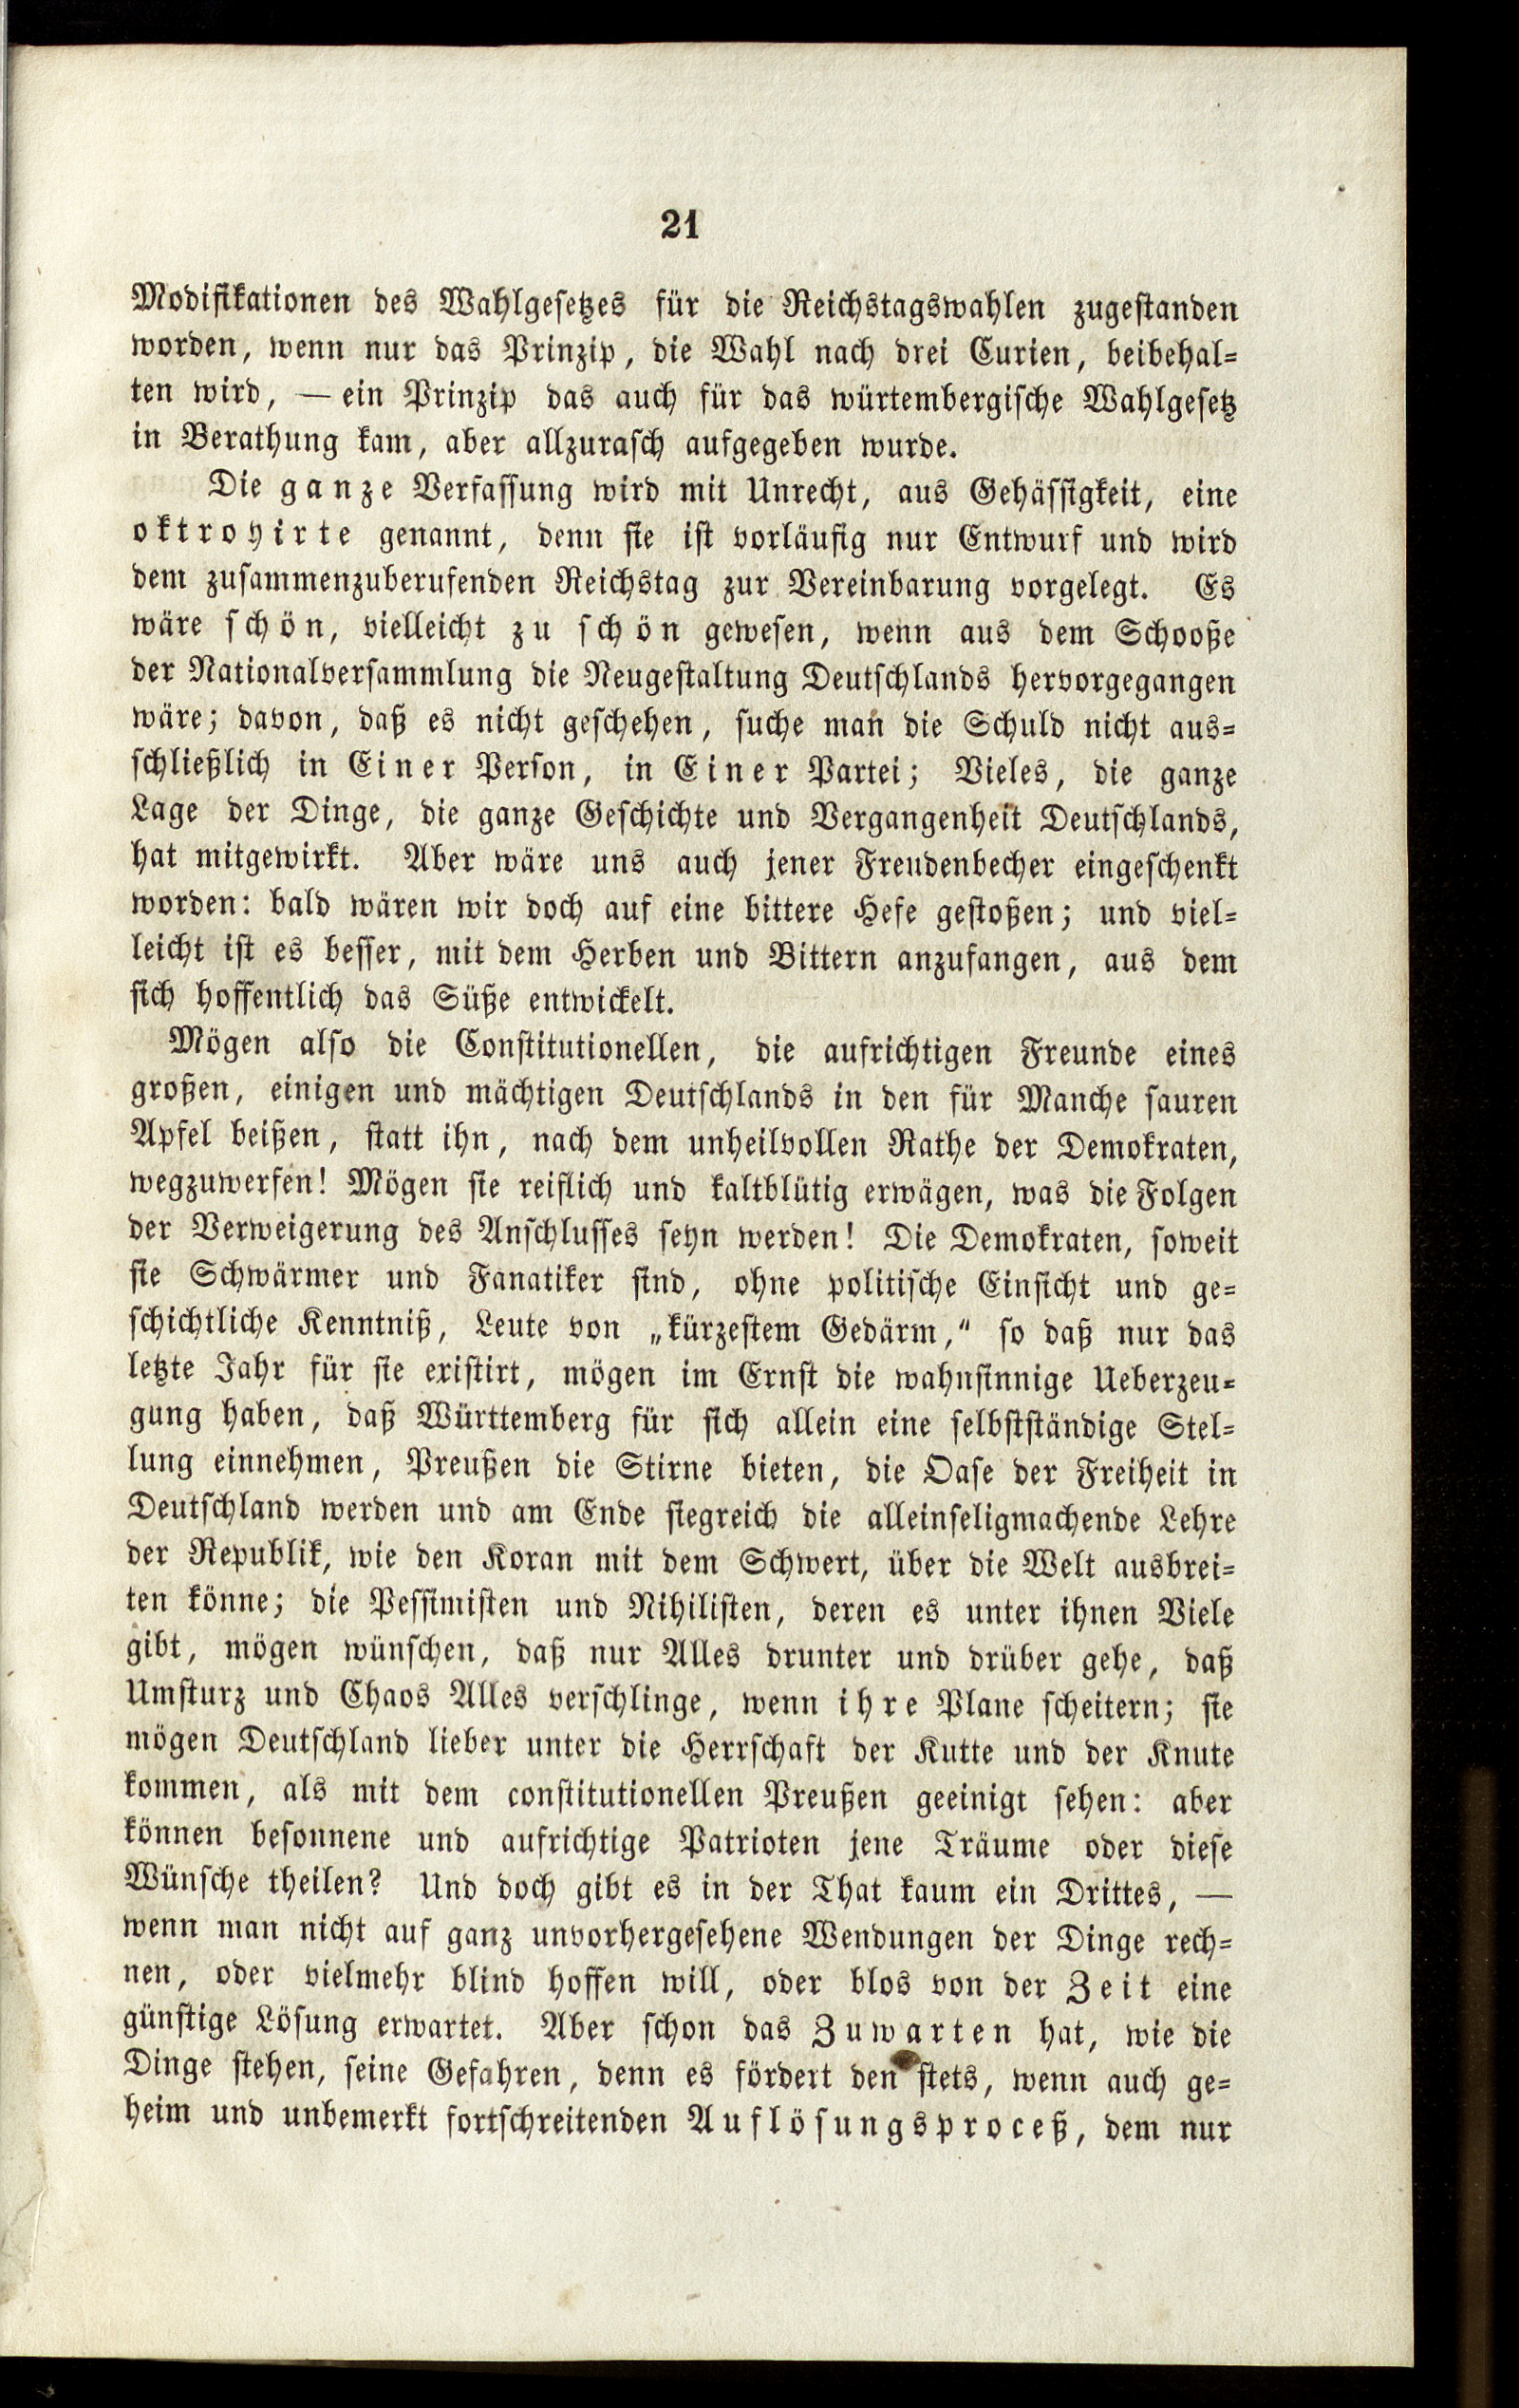 21
Modifikationen des Wahlgesetzes für die Reichstagswahlen zugestanden
worden, wenn nur das Prinzip, die Wahl nach drei Curien, beibehal-
ten wird, — ein Prinzip das auch für das würtembergische Wahlgesetz
in Berathung kam, aber allzurasch aufgegeben wurde.
Die ganze Verfassung wird mit Unrecht, aus Gehässigkeit, eine
oktroyirte genannt, denn sie ist vorläufig nur Entwurf und wird
dem zusammenzuberufenden Reichstag zur Vereinbarung vorgelegt. Es
wäre schön, vielleicht zu schön gewesen, wenn aus dem Schooße
der Nationalversammlung die Neugestaltung Deutschlands hervorgegangen
wäre; davon, daß es nicht geschehen, suche man die Schuld nicht aus-
schließlich in Einer Person, in Einer Partei; Vieles, die ganze
Lage der Dinge, die ganze Geschichte und Vergangenheit Deutschlands,
hat mitgewirkt. Aber wäre uns auch jener Freudenbecher eingeschenkt
worden: bald wären wir doch auf eine bittere Hefe gestoßen; und viel-
leicht ist es besser, mit dem Herben und Bittern anzufangen, aus dem
sich hoffentlich das Süße entwickelt.
Mögen also die Constitutionellen, die aufrichtigen Freunde eines
großen, einigen und mächtigen Deutschlands in den für Manche sauren
Apfel beißen, statt ihn, nach dem unheilvollen Rathe der Demokraten,
wegzuwerfen! Mögen sie reiflich und kaltblütig erwägen, was die Folgen
der Verweigerung des Anschlusses seyn werden! Die Demokraten, soweit
sie Schwärmer und Fanatiker sind, ohne politische Einsicht und ge-
schichtliche Kenntniß, Leute von „kürzestem Gedärm,“ so daß nur das
letzte Jahr für sie existirt, mögen im Ernst die wahnsinnige Ueberzeu-
gung haben, daß Württemberg für sich allein eine selbstständige Stel-
lung einnehmen, Preußen die Stirne bieten, die Oase der Freiheit in
Deutschland werden und am Ende siegreich die alleinseligmachende Lehre
der Republik, wie den Koran mit dem Schwert, über die Welt ausbrei-
ten könne; die Pessimisten und Nihilisten, deren es unter ihnen Viele
gibt, mögen wünschen, daß nur Alles drunter und drüber gehe, daß
Umsturz und Chaos Alles verschlinge, wenn ihre Plane scheitern; sie
mögen Deutschland lieber unter die Herrschaft der Kutte und der Knute
kommen, als mit dem constitutionellen Preußen geeinigt sehen: aber
können besonnene und aufrichtige Patrioten jene Träume oder diese
Wünsche theilen? Und doch gibt es in der That kaum ein Drittes, —
wenn man nicht auf ganz unvorhergesehene Wendungen der Dinge rech-
nen, oder vielmehr blind hoffen will, oder blos von der Zeit eine
günstige Lösung erwartet. Aber schon das Zuwarten hat, wie die
Dinge stehen, seine Gefahren, denn es fördert den stets, wenn auch ge-
heim und unbemerkt fortschreitenden Auflösungsproceß, dem nur